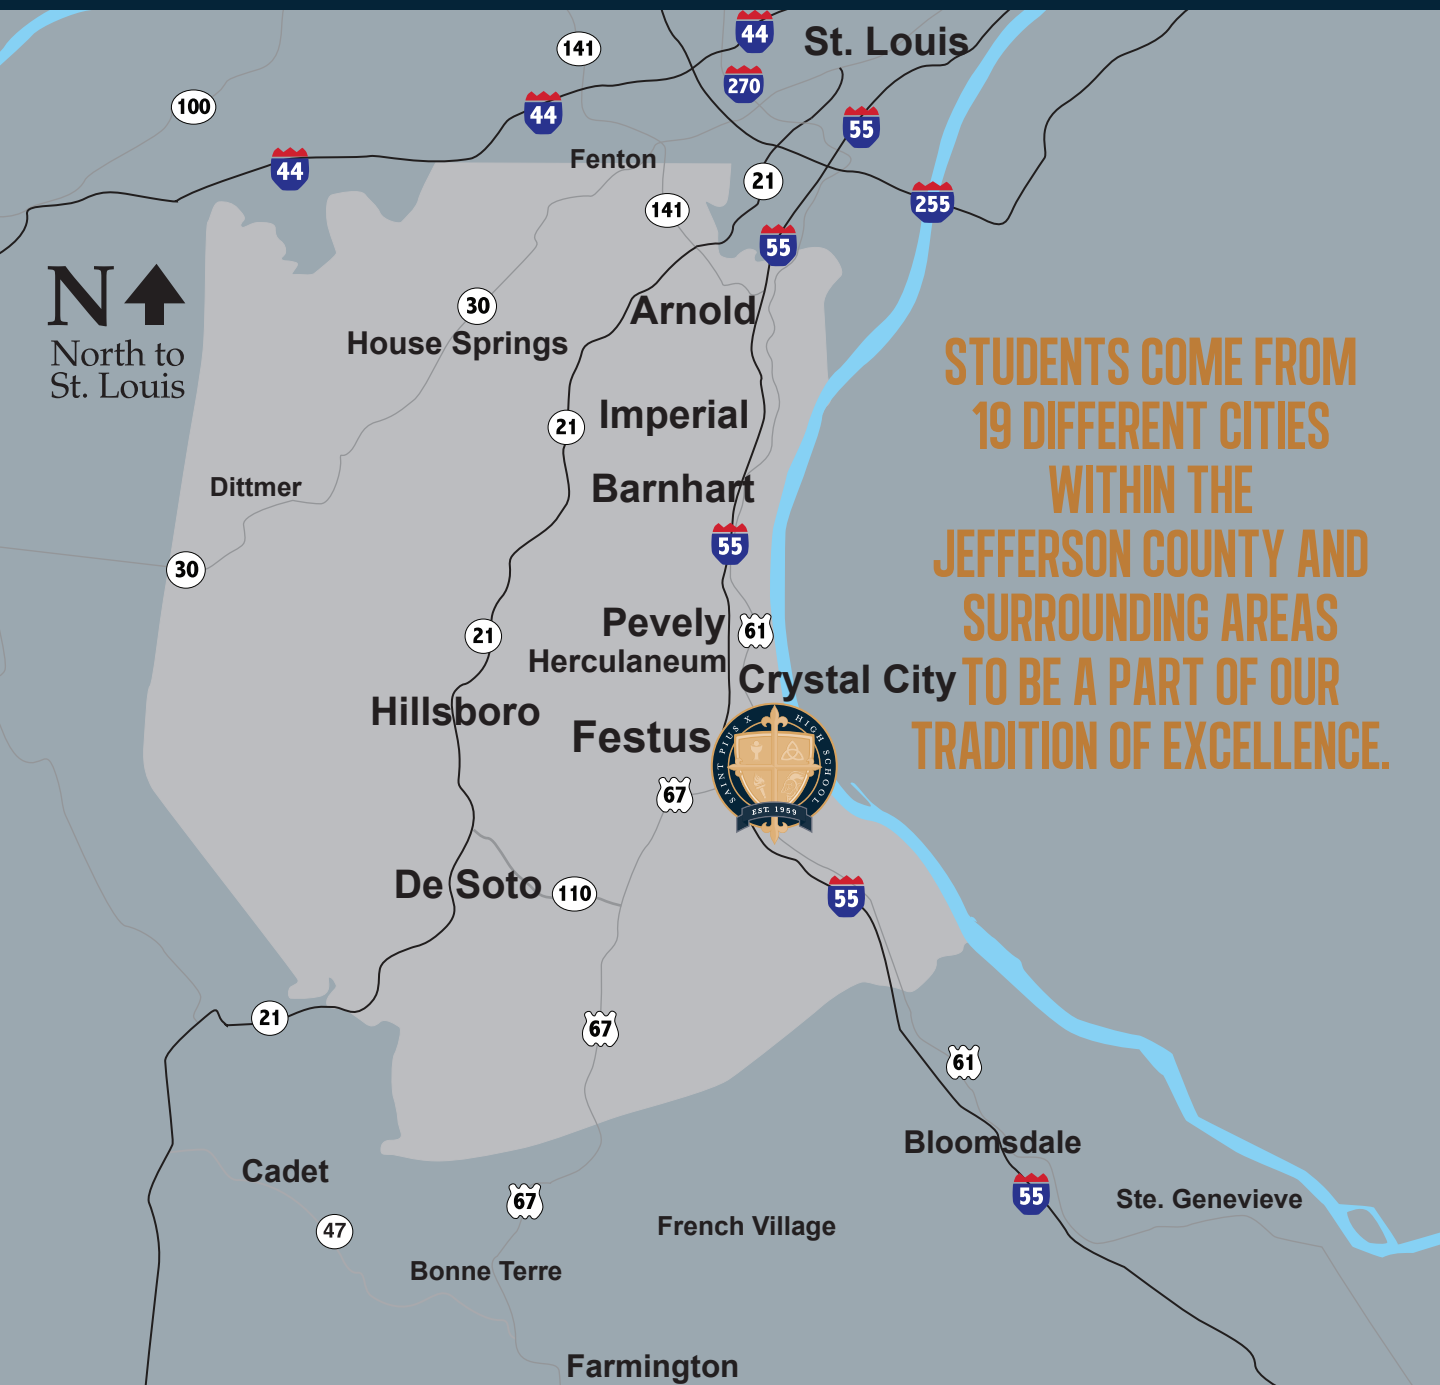 44
St. Louis
141
270
100
44
55
Fenton
44
21
255
141
55
N
North to
St. Louis
30
Arnold
House Springs
STUDENTS COME FROM
19 DIFFERENT CITIES
WITHIN THE
JEFFERSON COUNTY AND
SURROUNDING AREAS
TO BE A PART OF OUR
TRADITION OF EXCELLENCE.
Imperial
21
Dittmer
Barnhart
55
30
Pevely
61
21
Herculaneum
Crystal City
Hillsboro
Festus
SAINT PIUS X HIGH SCHOOL
EST. 1959
67
De Soto
110
55
21
67
61
Bloomsdale
Cadet
67
55
Ste. Genevieve
47
French Village
Bonne Terre
Farmington